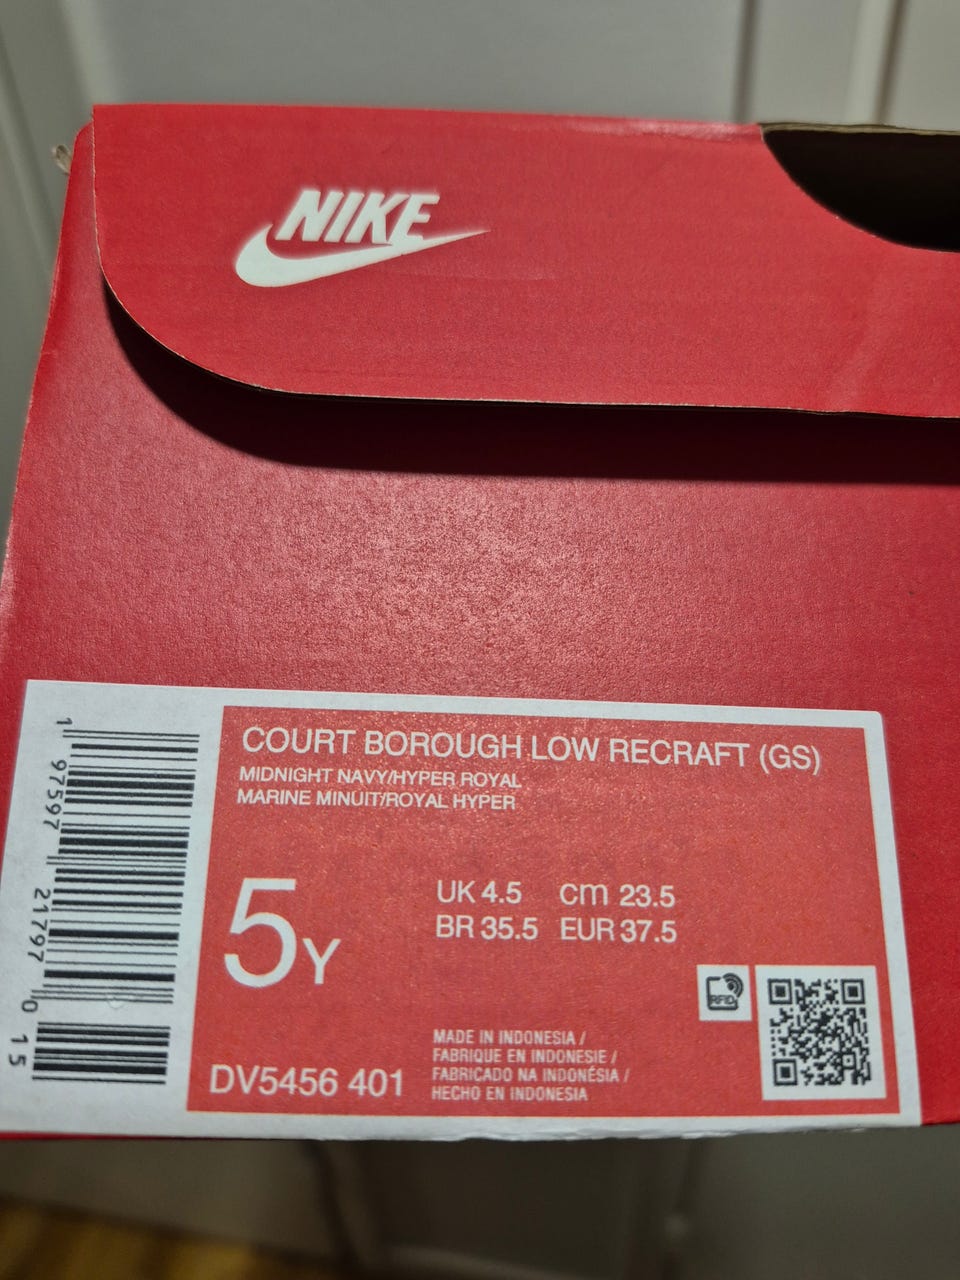 NIKE
COURT BOROUGH LOW RECRAFT (GS)
MIDNIGHT NAVY/HYPER ROYAL
MARINE MINUIT/ROYAL HYPER
5Y
UK 4.5 cm 23.5
BR 35.5 EUR 37.5
RFID
MADE IN INDONESIA /
FABRIQUE EN INDONESIE /
FABRICADO NA INDONÉSIA /
HECHO EN INDONESIA
DV5456 401
1 97597 21797 0 15